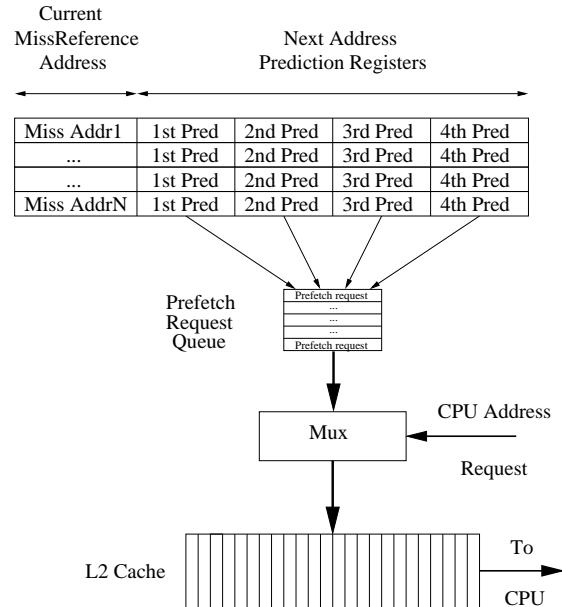 Current
MissReference
Address
Next Address
Prediction Registers
Miss Addr1 1st Pred 2nd Pred 3rd Pred 4th Pred
... 1st Pred 2nd Pred 3rd Pred 4th Pred
... 1st Pred 2nd Pred 3rd Pred 4th Pred
Miss AddrN 1st Pred 2nd Pred 3rd Pred 4th Pred
Prefetch
Request
Queue
Prefetch request
...
...
...
Prefetch request
Mux
CPU Address
Request
L2 Cache
To
CPU